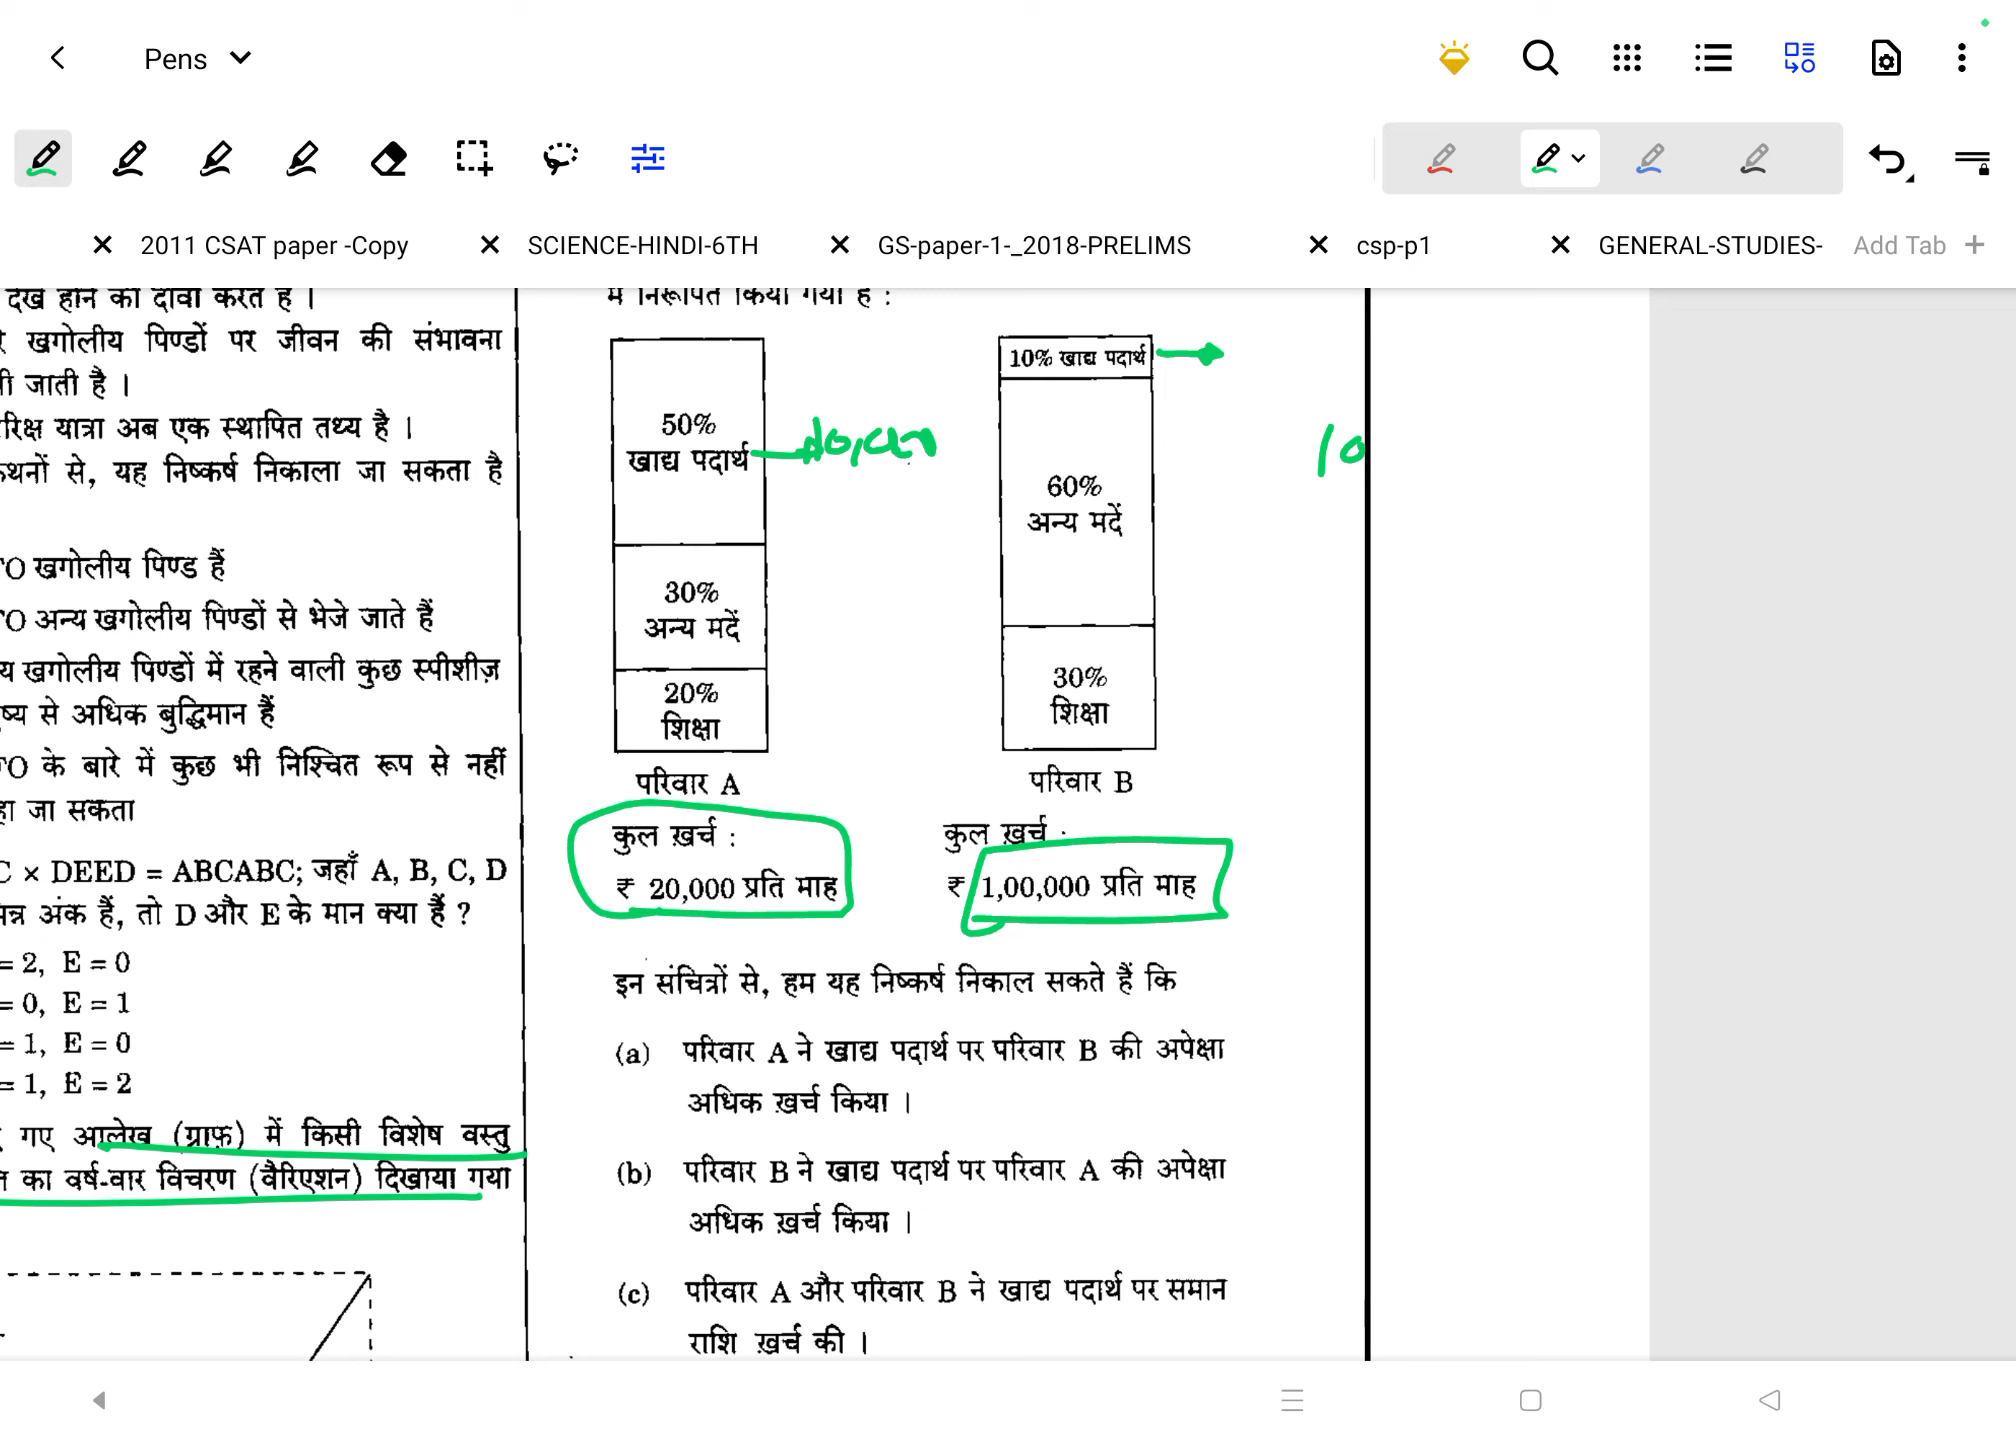 Pens
2011 CSAT paper -Copy
SCIENCE-HINDI-6TH
GS-paper-1-_2018-PRELIMS
csp-p1
GENERAL-STUDIES-
Add Tab +
खगोलीय पिण्डों पर जीवन की संभावना
जाती है ।
यात्रा अब एक स्थापित तथ्य है ।
से, यह निष्कर्ष निकाला जा सकता है
O खगोलीय पिण्ड हैं
O अन्य खगोलीय पिण्डों से भेजे जाते हैं
य खगोलीय पिण्डों में रहने वाली कुछ स्पीशीज़
ष्य से अधिक बुद्धिमान हैं
O के बारे में कुछ भी निश्चित रूप से नहीं
जा सकता
C × DEED = ABCABC; जहाँ A, B, C, D
न्न अंक हैं, तो D और E के मान क्या हैं ?
= 2, E = 0
= 0, E = 1
= 1, E = 0
= 1, E = 2
गए आलेख (ग्राफ़) में किसी विशेष वस्तु
का वर्ष-वार विचरण (वैरिएशन) दिखाया गया
में निरूपित किया गया है :
50%
खाद्य पदार्थ
30%
अन्य मदें
20%
शिक्षा
परिवार A
कुल ख़र्च :
₹ 20,000 प्रति माह
10% खाद्य पदार्थ
60%
अन्य मदें
30%
शिक्षा
परिवार B
कुल ख़र्च :
₹ 1,00,000 प्रति माह
10
इन संचित्रों से, हम यह निष्कर्ष निकाल सकते हैं कि
(a) परिवार A ने खाद्य पदार्थ पर परिवार B की अपेक्षा
अधिक ख़र्च किया ।
(b) परिवार B ने खाद्य पदार्थ पर परिवार A की अपेक्षा
अधिक ख़र्च किया ।
(c) परिवार A और परिवार B ने खाद्य पदार्थ पर समान
राशि ख़र्च की ।